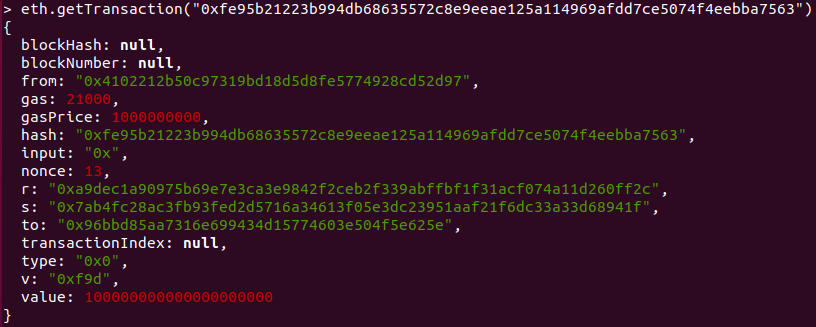 > eth.getTransaction("0xfe95b21223b994db68635572c8e9eeae125a114969afdd7ce5074f4eebba7563")
{
  blockHash: null,
  blockNumber: null,
  from: "0x4102212b50c97319bd18d5d8fe5774928cd52d97",
  gas: 21000,
  gasPrice: 1000000000,
  hash: "0xfe95b21223b994db68635572c8e9eeae125a114969afdd7ce5074f4eebba7563",
  input: "0x",
  nonce: 13,
  r: "0xa9dec1a90975b69e7e3ca3e9842f2ceb2f339abffbf1f31acf074a11d260ff2c",
  s: "0x7ab4fc28ac3fb93fed2d5716a34613f05e3dc23951aaf21f6dc33a33d68941f",
  to: "0x96bbd85aa7316e699434d15774603e504f5e625e",
  transactionIndex: null,
  type: "0x0",
  v: "0xf9d",
  value: 100000000000000000000
}